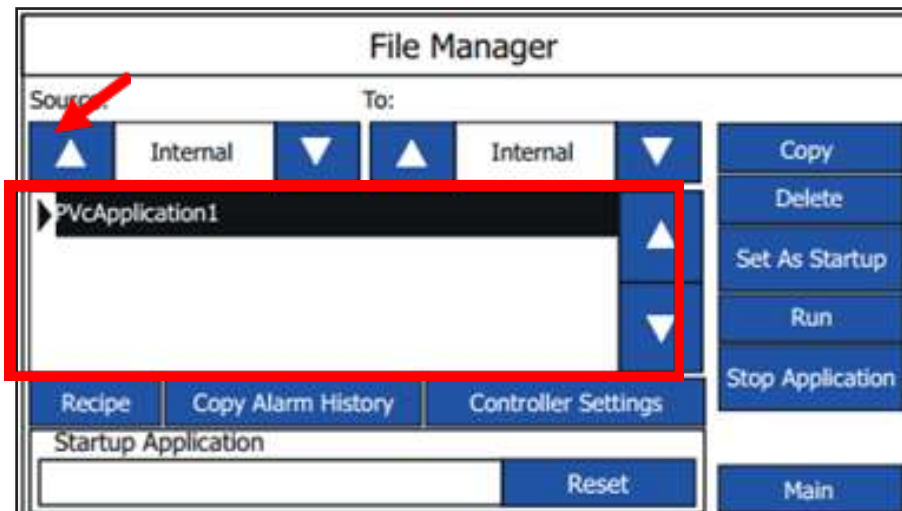 File Manager
Source:
To:
Internal
Internal
Copy
PVcApplication1
Delete
Set As Startup
Run
Stop Application
Recipe
Copy Alarm History
Controller Settings
Startup Application
Reset
Main